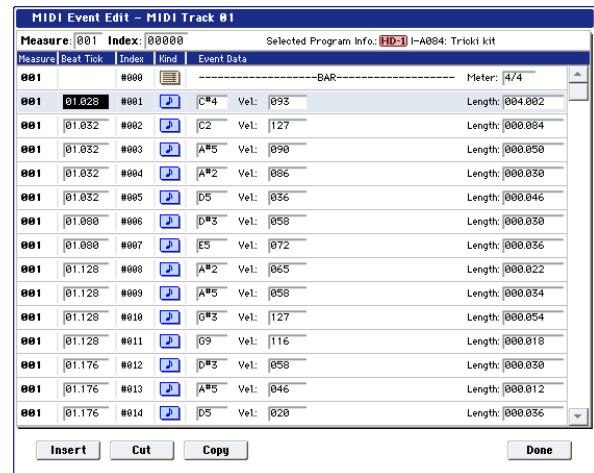 MIDI Event Edit – MIDI Track 01
Measure: 001 Index: 00000 Selected Program Info.: HD-1 I-A084: Tricki kit
Measure Beat Tick Index Kind Event Data
001 #000 --------------------BAR-------------------- Meter: 4/4
001 01.028 #001 C#4 Vel.: 093 Length: 004.002
001 01.032 #002 C2 Vel.: 127 Length: 000.084
001 01.032 #003 A#5 Vel.: 090 Length: 000.050
001 01.032 #004 A#2 Vel.: 086 Length: 000.030
001 01.032 #005 D5 Vel.: 036 Length: 000.046
001 01.080 #006 D#3 Vel.: 058 Length: 000.030
001 01.080 #007 E5 Vel.: 072 Length: 000.036
001 01.128 #008 A#2 Vel.: 065 Length: 000.022
001 01.128 #009 A#5 Vel.: 058 Length: 000.034
001 01.128 #010 G#3 Vel.: 127 Length: 000.054
001 01.128 #011 G9 Vel.: 116 Length: 000.018
001 01.176 #012 D#3 Vel.: 058 Length: 000.030
001 01.176 #013 A#5 Vel.: 046 Length: 000.012
001 01.176 #014 D5 Vel.: 020 Length: 000.036
Insert Cut Copy Done